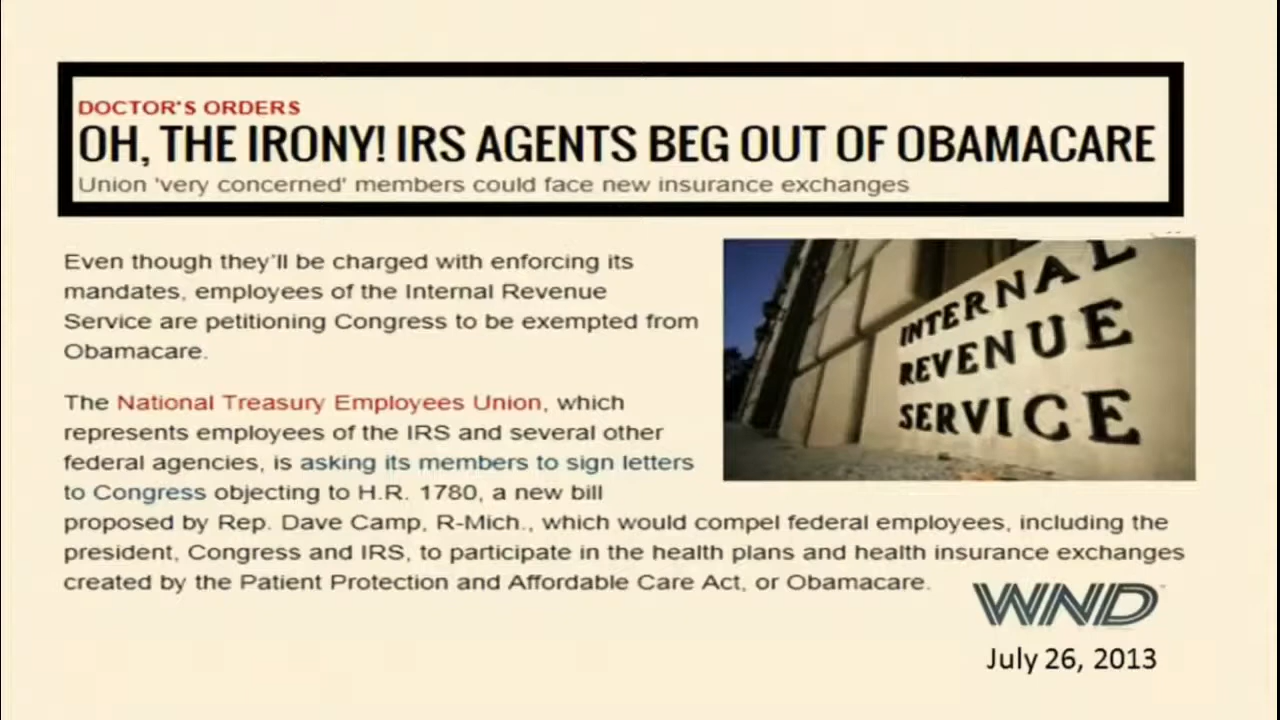 DOCTOR'S ORDERS
OH, THE IRONY! IRS AGENTS BEG OUT OF OBAMACARE
Union 'very concerned' members could face new insurance exchanges
Even though they'll be charged with enforcing its
mandates, employees of the Internal Revenue
Service are petitioning Congress to be exempted from
Obamacare.
The National Treasury Employees Union, which
represents employees of the IRS and several other
federal agencies, is asking its members to sign letters
to Congress objecting to H.R. 1780, a new bill
proposed by Rep. Dave Camp, R-Mich., which would compel federal employees, including the
president, Congress and IRS, to participate in the health plans and health insurance exchanges
created by the Patient Protection and Affordable Care Act, or Obamacare.
INTERNAL
REVENUE
SERVICE
WND
July 26, 2013